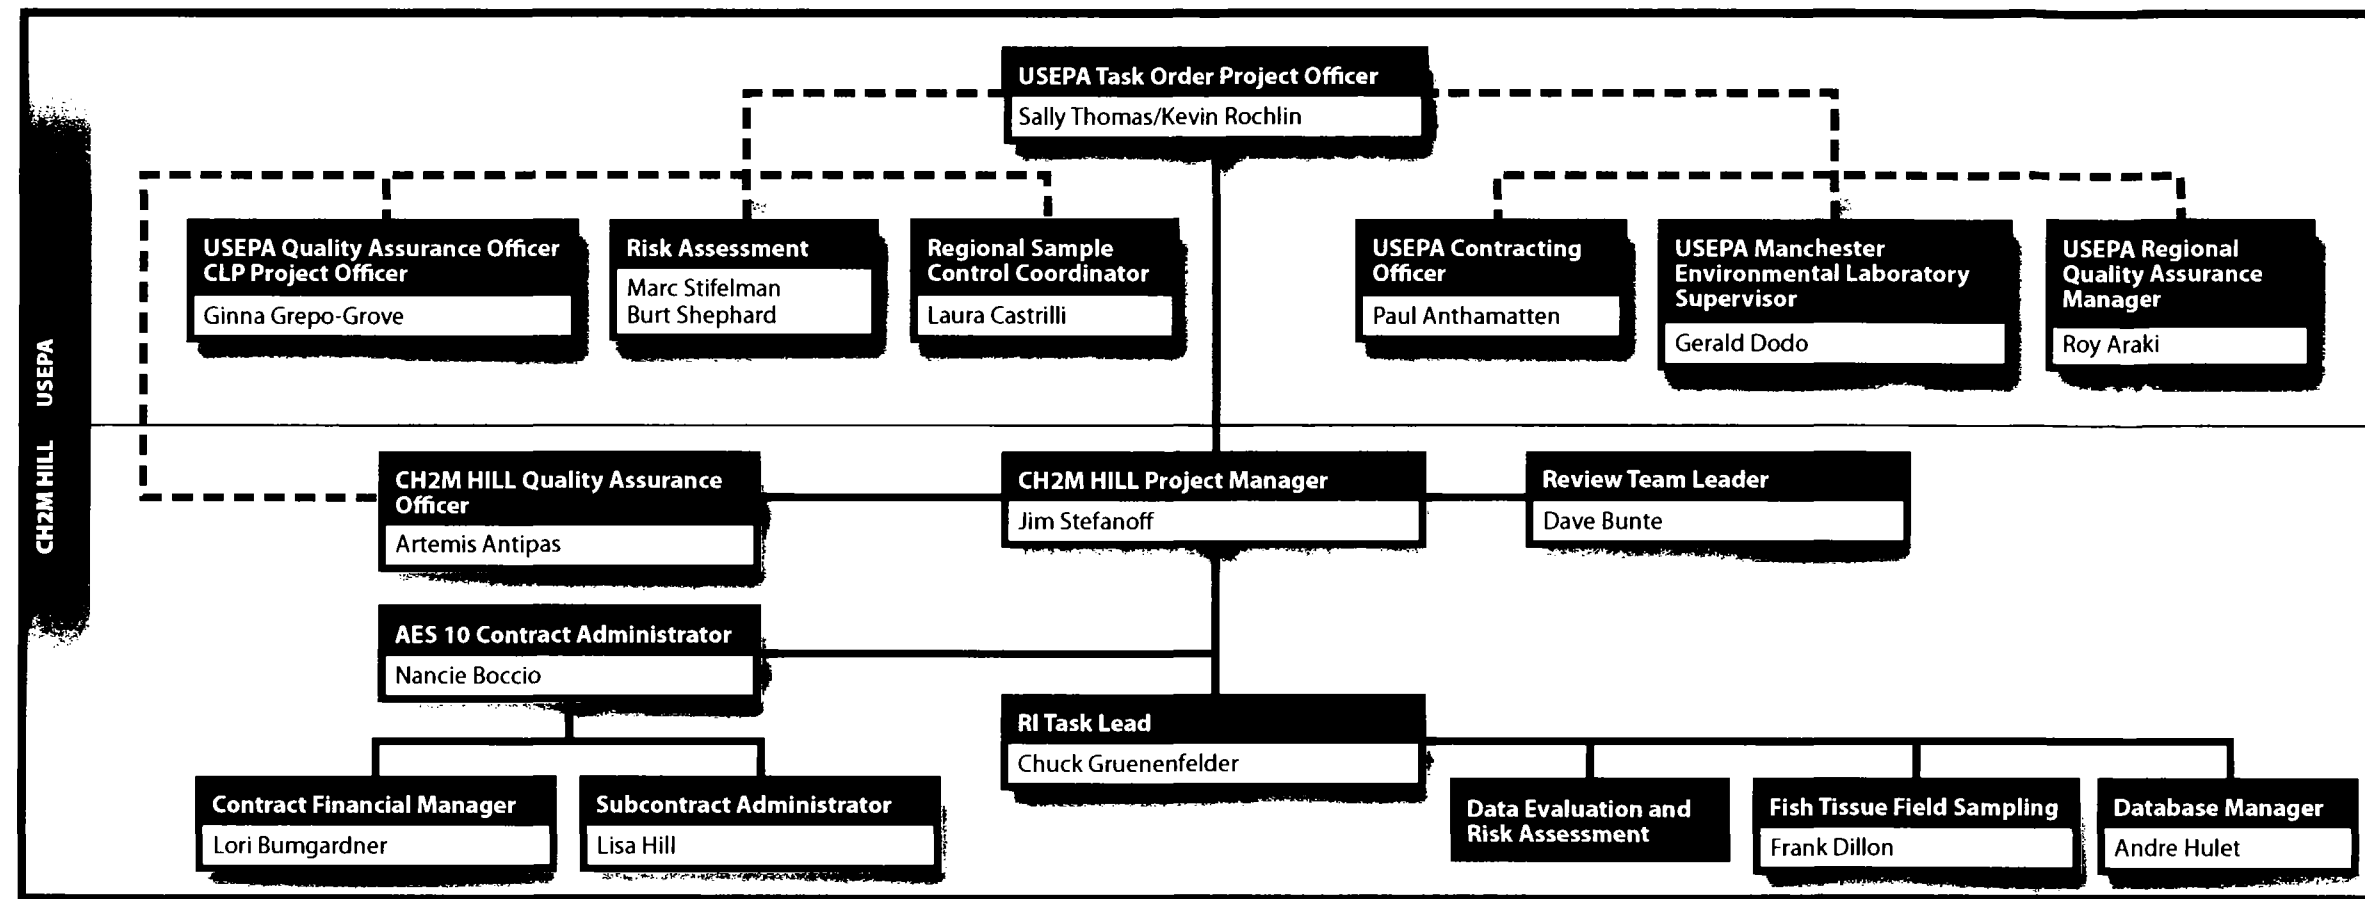 USEPA Task Order Project Officer
Sally Thomas/Kevin Rochlin
USEPA Quality Assurance Officer
CLP Project Officer
Ginna Grepo-Grove
Risk Assessment
Marc Stifelman
Burt Shephard
Regional Sample
Control Coordinator
Laura Castrilli
USEPA Contracting
Officer
Paul Anthamatten
USEPA Manchester
Environmental Laboratory
Supervisor
Gerald Dodo
USEPA Regional
Quality Assurance
Manager
Roy Araki
USEPA
CH2M HILL
CH2M HILL Quality Assurance
Officer
Artemis Antipas
CH2M HILL Project Manager
Jim Stefanoff
Review Team Leader
Dave Bunte
AES 10 Contract Administrator
Nancie Boccio
RI Task Lead
Chuck Gruenenfelder
Contract Financial Manager
Lori Bumgardner
Subcontract Administrator
Lisa Hill
Data Evaluation and
Risk Assessment
Fish Tissue Field Sampling
Frank Dillon
Database Manager
Andre Hulet